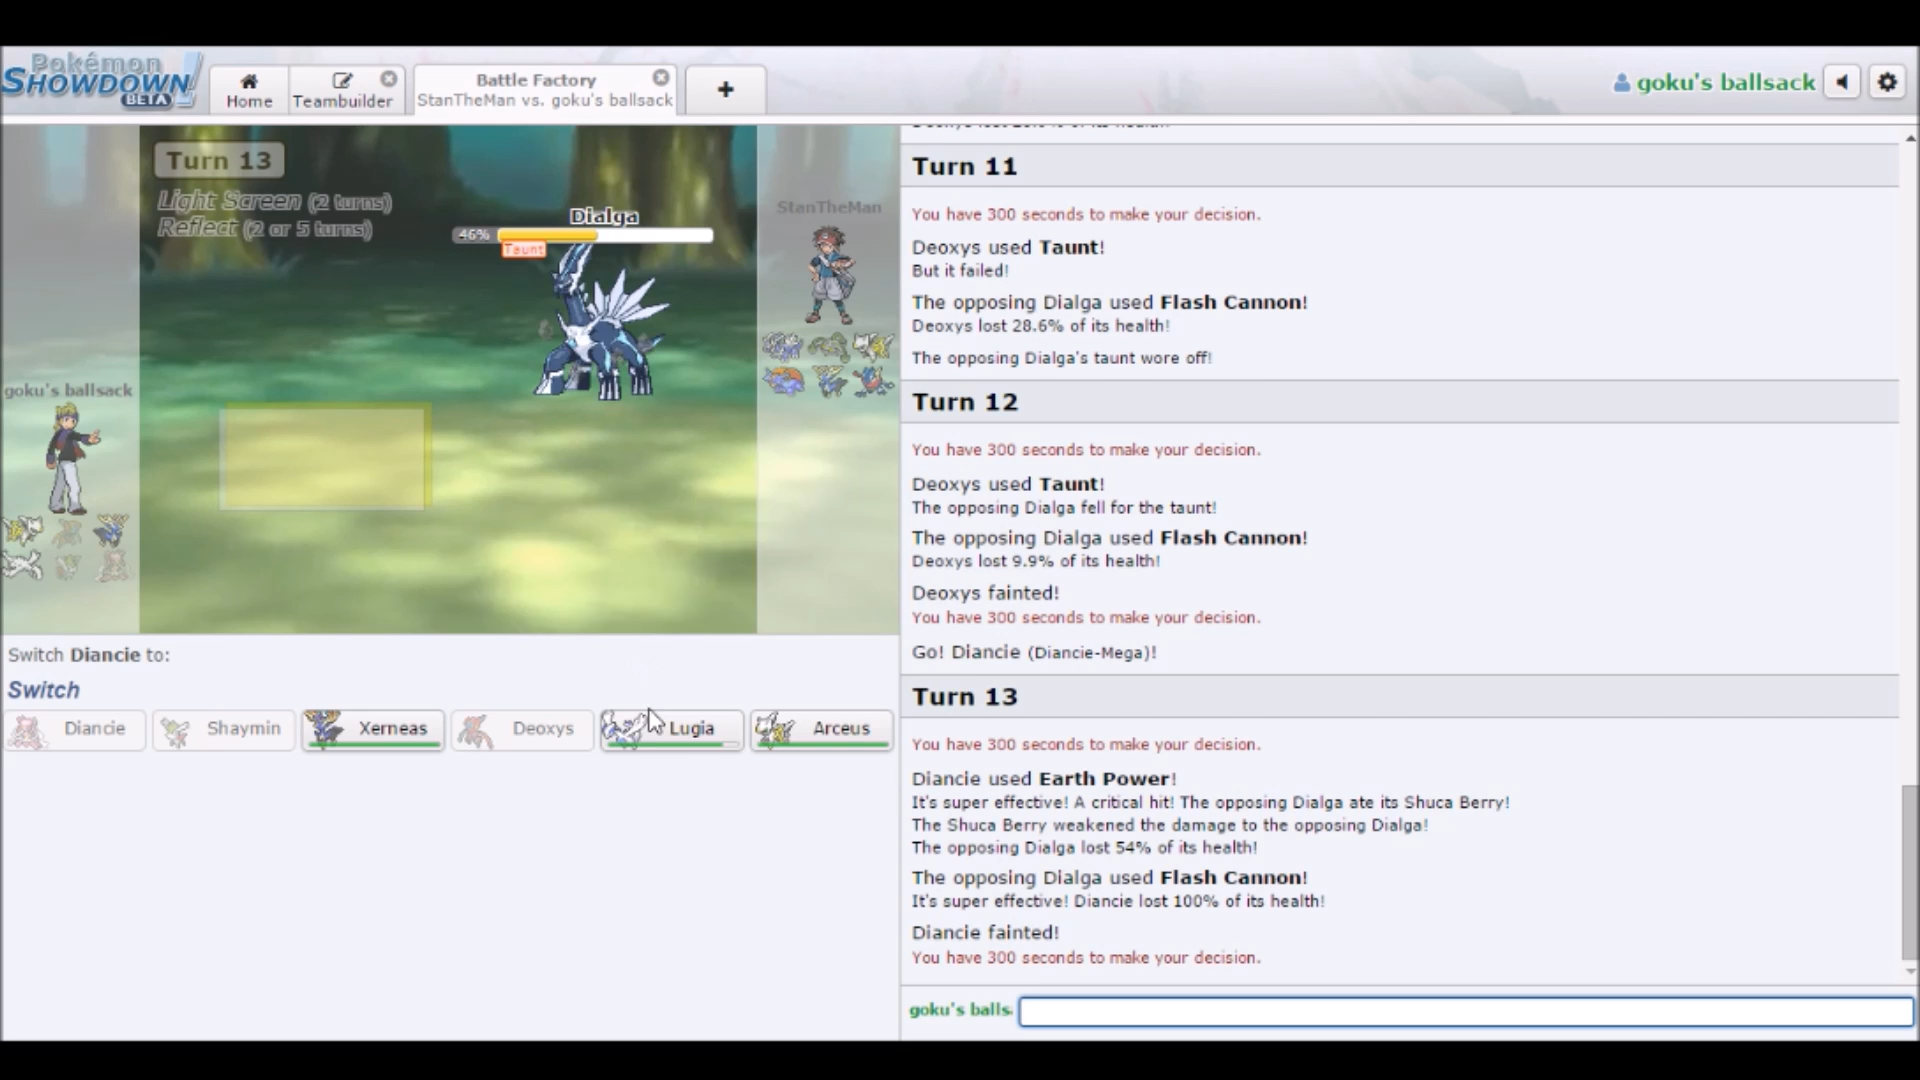 Pokémon
SHOWDOWN!
BETA
Home
Teambuilder
Battle Factory
StanTheMan vs. goku's ballsack
+
goku's ballsack
Turn 13
Light Screen (2 turns)
Reflect (2 or 5 turns)
Dialga
46%
Taunt
StanTheMan
goku's ballsack
Switch Diancie to:
Switch
Diancie
Shaymin
Xerneas
Deoxys
Lugia
Arceus
Turn 11
You have 300 seconds to make your decision.
Deoxys used Taunt!
But it failed!
The opposing Dialga used Flash Cannon!
Deoxys lost 28.6% of its health!
The opposing Dialga's taunt wore off!
Turn 12
You have 300 seconds to make your decision.
Deoxys used Taunt!
The opposing Dialga fell for the taunt!
The opposing Dialga used Flash Cannon!
Deoxys lost 9.9% of its health!
Deoxys fainted!
You have 300 seconds to make your decision.
Go! Diancie (Diancie-Mega)!
Turn 13
You have 300 seconds to make your decision.
Diancie used Earth Power!
It's super effective! A critical hit! The opposing Dialga ate its Shuca Berry!
The Shuca Berry weakened the damage to the opposing Dialga!
The opposing Dialga lost 54% of its health!
The opposing Dialga used Flash Cannon!
It's super effective! Diancie lost 100% of its health!
Diancie fainted!
You have 300 seconds to make your decision.
goku's balls